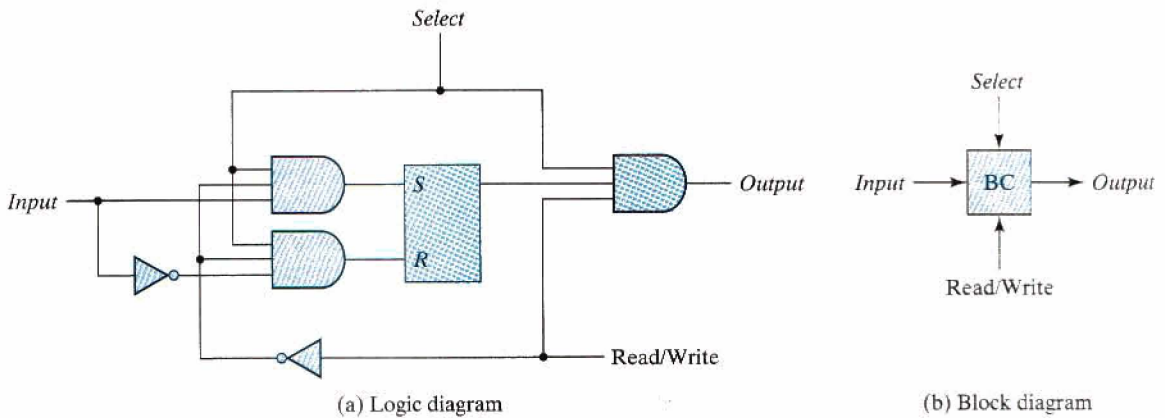 Select
Input
S
R
Output
Read/Write
(a) Logic diagram
Select
Input
BC
Output
Read/Write
(b) Block diagram